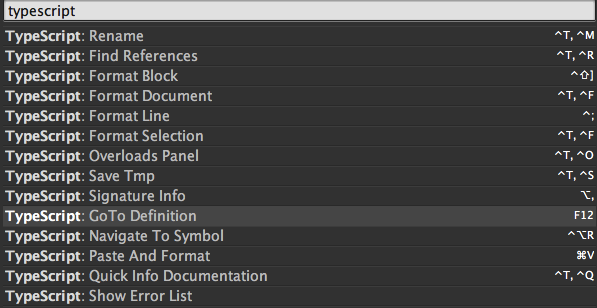 typescript
TypeScript: Rename ^T, ^M
TypeScript: Find References ^T, ^R
TypeScript: Format Block ^⇧]
TypeScript: Format Document ^T, ^F
TypeScript: Format Line ^;
TypeScript: Format Selection ^T, ^F
TypeScript: Overloads Panel ^T, ^O
TypeScript: Save Tmp ^T, ^S
TypeScript: Signature Info ⌥,
TypeScript: GoTo Definition F12
TypeScript: Navigate To Symbol ^⌥R
TypeScript: Paste And Format ⌘V
TypeScript: Quick Info Documentation ^T, ^Q
TypeScript: Show Error List